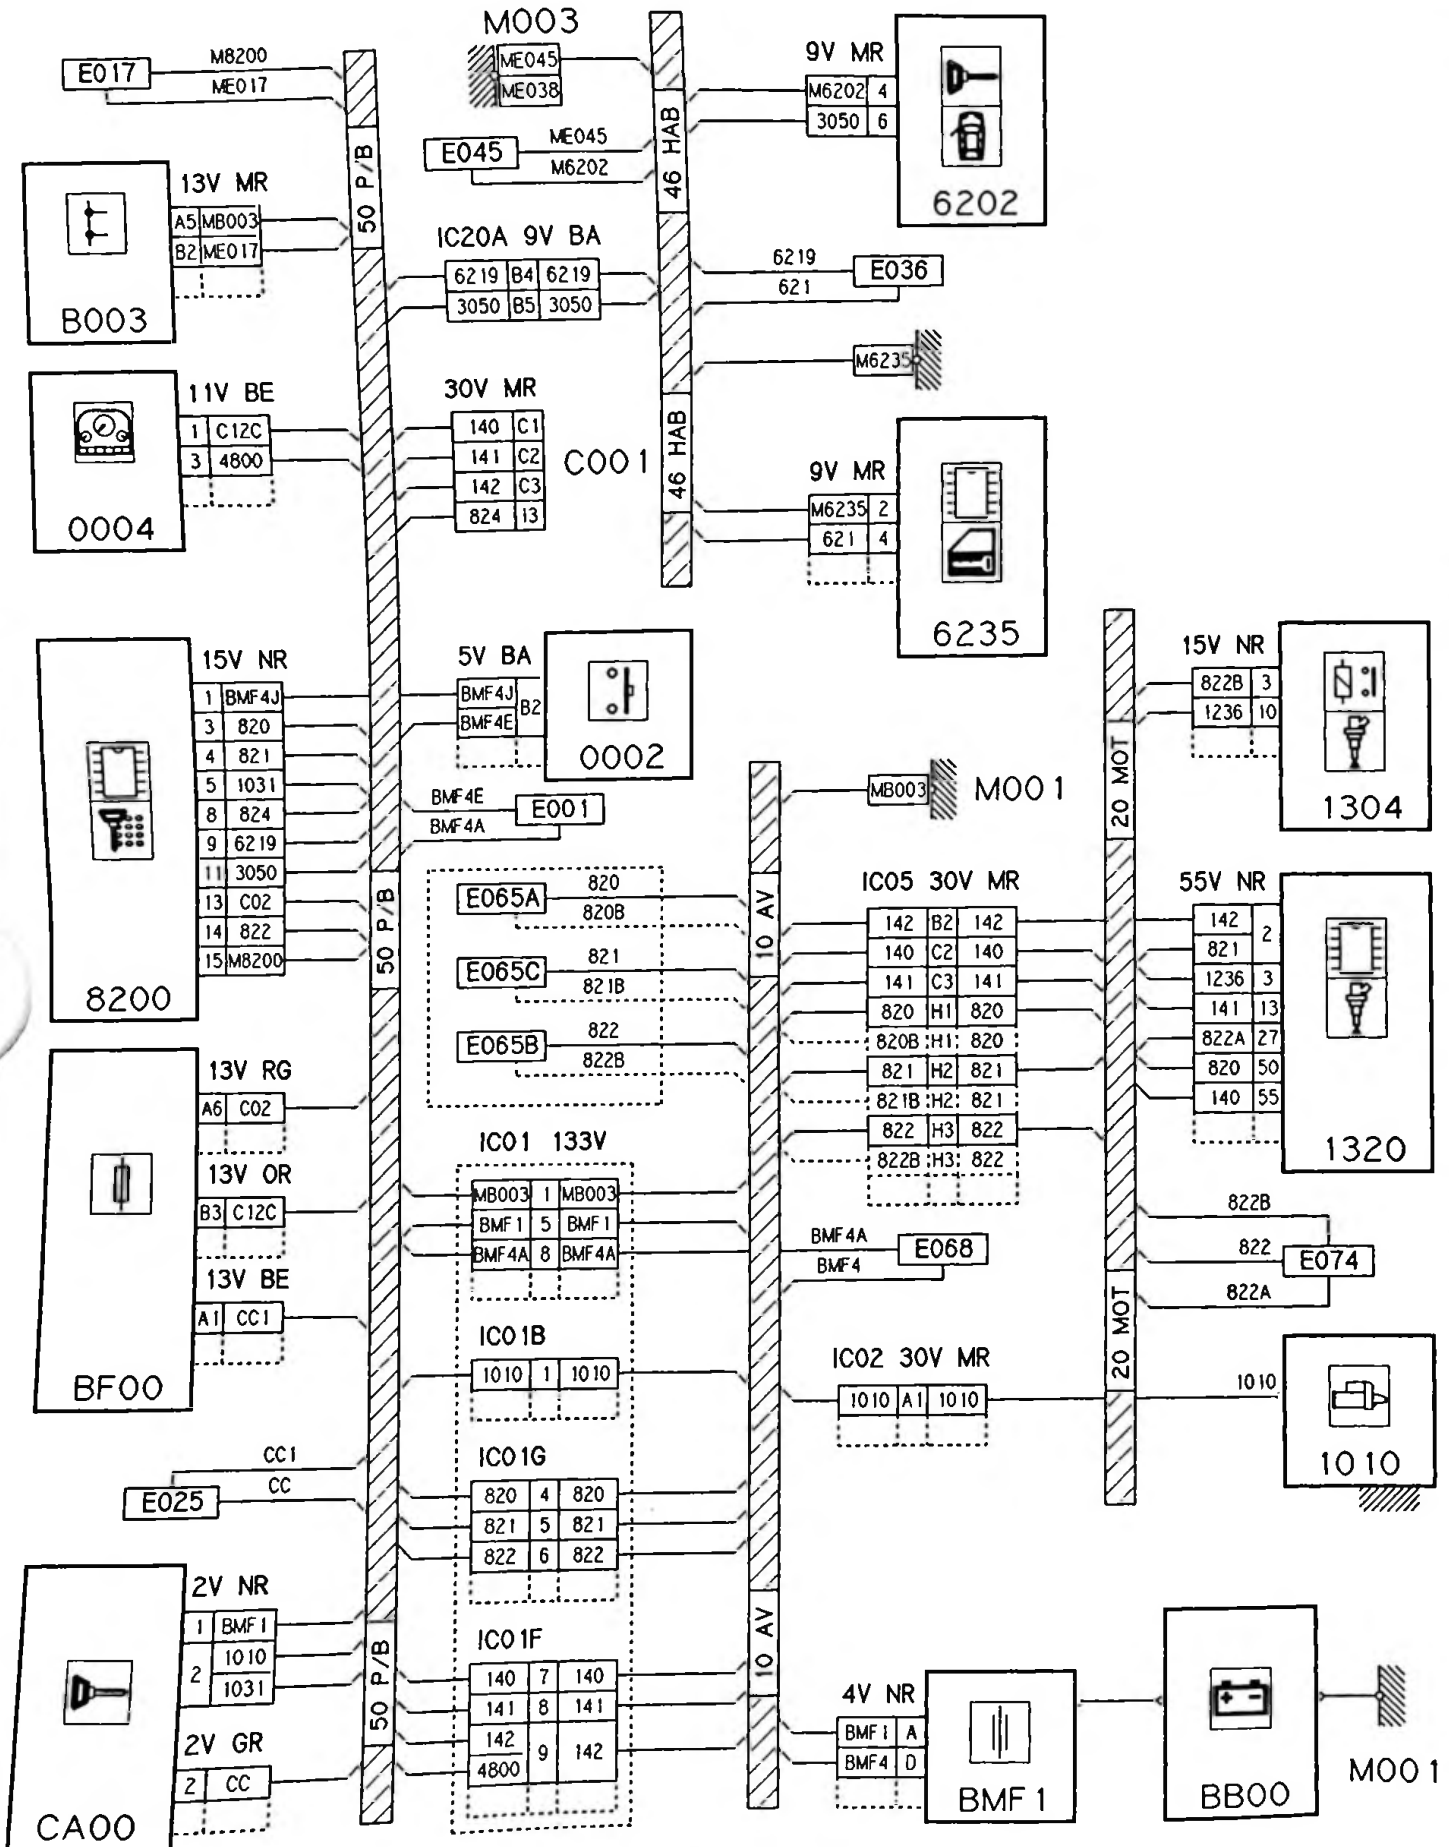 E017
M8200
ME017
50 P/B
13V MR
A5 MB003
B2 ME017
B003
11V BE
1 C12C
3 4800
0004
15V NR
1 BMF4J
3 820
4 821
5 1031
8 824
9 6219
11 3050
13 C02
14 822
15 M8200
8200
50 P/B
13V RG
A6 C02
13V OR
B3 C12C
13V BE
A1 CC1
BF00
CC1
CC
E025
2V NR
1 BMF1
2 1010
1031
2V GR
2 CC
CA00
50 P/B
M003
ME045
ME038
E045
ME045
M6202
46 HAB
IC20A 9V BA
6219 B4 6219
3050 B5 3050
30V MR
140 C1
141 C2
142 C3
824 13
C001
46 HAB
9V MR
M6202 4
3050 6
6202
6219
621
E036
M6235
9V MR
M6235 2
621 4
6235
5V BA
BMF4J
B2
BMF4E
0002
BMF4E
BMF4A
E001
E065A
820
820B
E065C
821
821B
E065B
822
822B
10 AV
MB003
M001
IC05 30V MR
142 B2 142
140 C2 140
141 C3 141
820 H1 820
820B H1 820
821 H2 821
821B H2 821
822 H3 822
822B H3 822
IC01 133V
MB003 1 MB003
BMF1 5 BMF1
BMF4A 8 BMF4A
IC01B
1010 1 1010
IC01G
820 4 820
821 5 821
822 6 822
IC01F
140 7 140
141 8 141
142
9 142
4800
BMF4A
BMF4
E068
IC02 30V MR
1010 A1 1010
10 AV
20 MOT
15V NR
822B 3
1236 10
1304
55V NR
142
2
821
1236 3
141 13
822A 27
820 50
140 55
1320
822B
822
822A
E074
20 MOT
1010
1010
4V NR
BMF1 A
BMF4 D
BMF1
BB00
M001